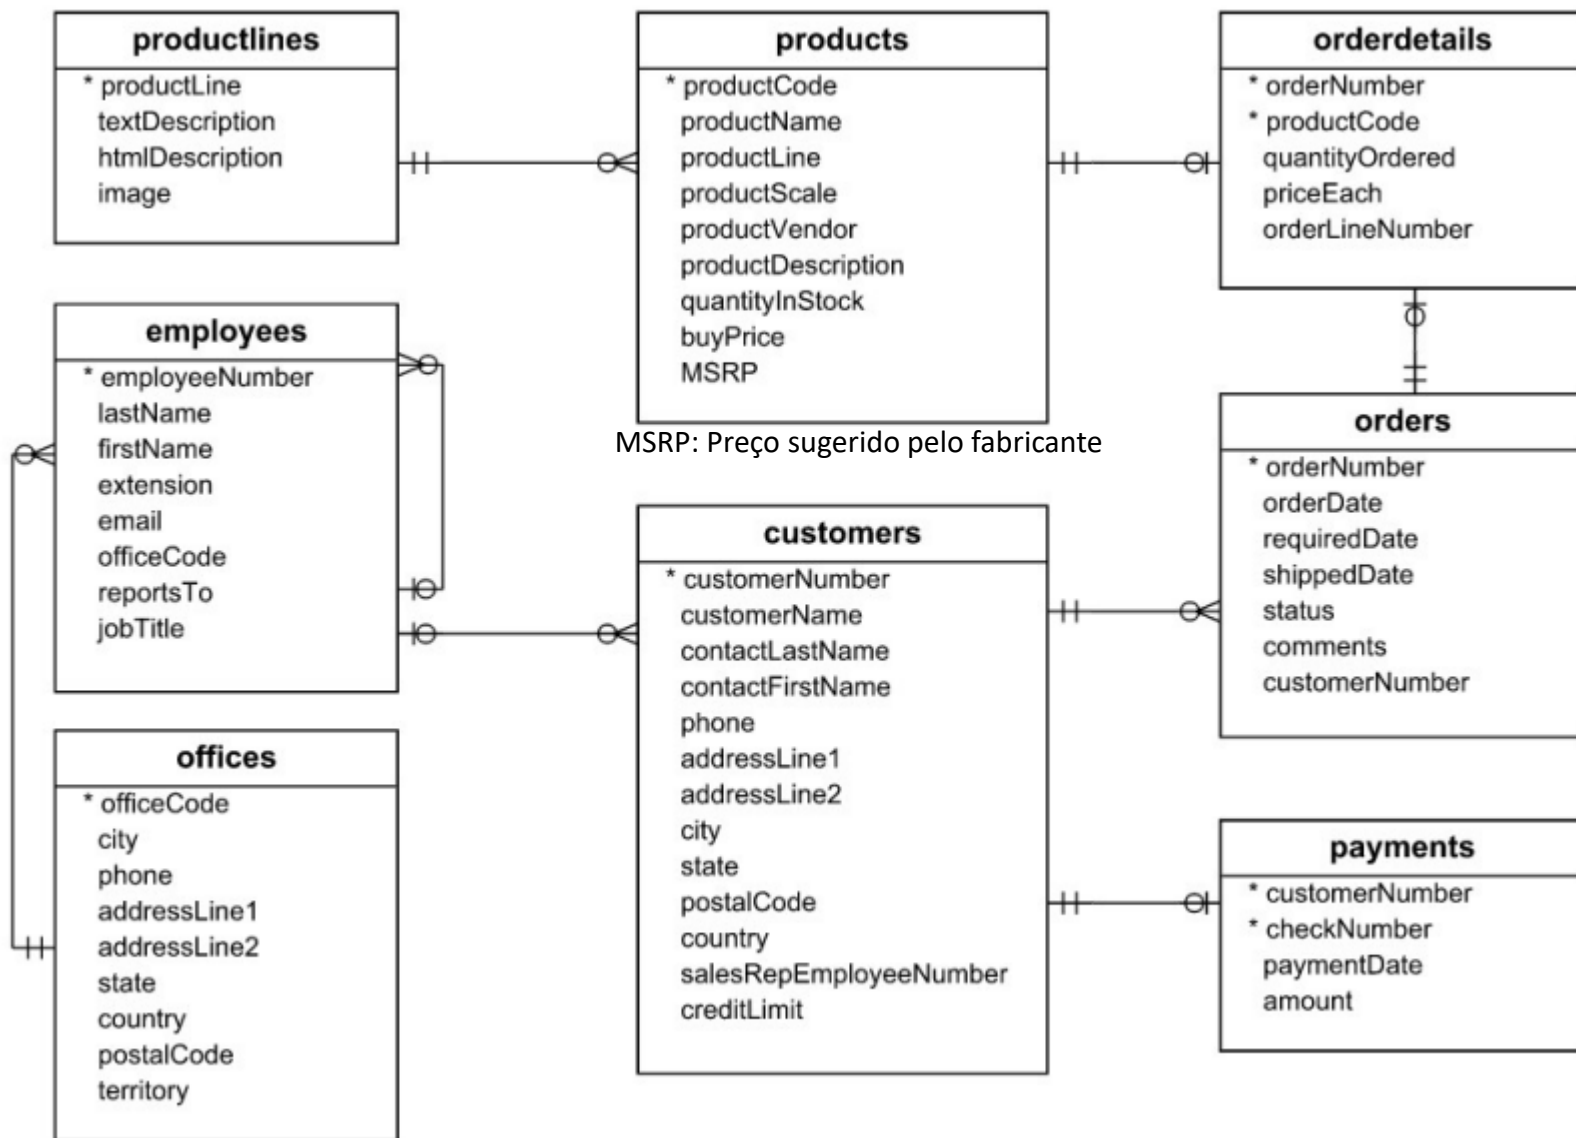 productlines
* productLine
textDescription
htmlDescription
image
products
* productCode
productName
productLine
productScale
productVendor
productDescription
quantityInStock
buyPrice
MSRP
MSRP: Preço sugerido pelo fabricante
orderdetails
* orderNumber
* productCode
quantityOrdered
priceEach
orderLineNumber
employees
* employeeNumber
lastName
firstName
extension
email
officeCode
reportsTo
jobTitle
customers
* customerNumber
customerName
contactLastName
contactFirstName
phone
addressLine1
addressLine2
city
state
postalCode
country
salesRepEmployeeNumber
creditLimit
orders
* orderNumber
orderDate
requiredDate
shippedDate
status
comments
customerNumber
offices
* officeCode
city
phone
addressLine1
addressLine2
state
country
postalCode
territory
payments
* customerNumber
* checkNumber
paymentDate
amount